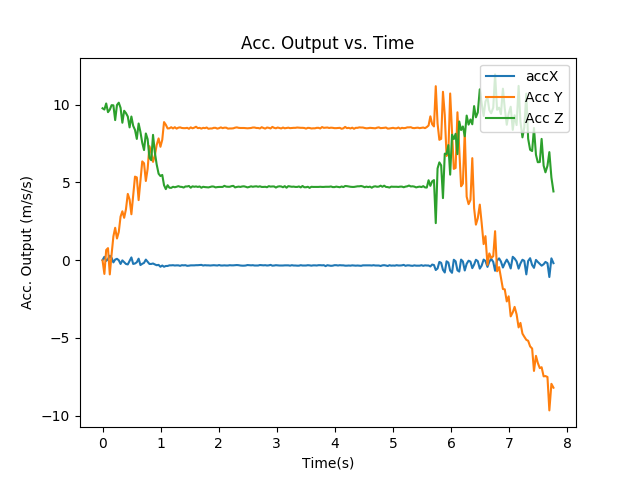 Acc. Output vs. Time
accX
Acc Y
Acc Z
Acc. Output (m/s/s)
10
5
0
−5
−10
0 1 2 3 4 5 6 7 8
Time(s)